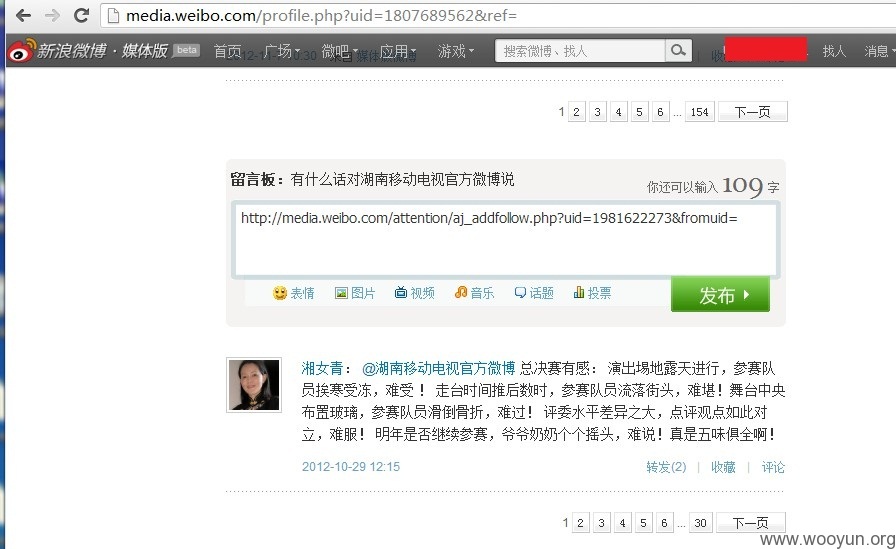 media.weibo.com/profile.php?uid=1807689562&ref=
新浪微博·媒体版 beta 首页 广场 微吧 应用 游戏 搜索微博、找人 找人 消息
1 2 3 4 5 6 ... 154 下一页
留言板：有什么话对湖南移动电视官方微博说 你还可以输入 109 字
http://media.weibo.com/attention/aj_addfollow.php?uid=1981622273&fromuid=
表情 图片 视频 音乐 话题 投票 发布
湘女青： @湖南移动电视官方微博 总决赛有感： 演出埸地露天进行，参赛队
员挨寒受冻，难受！ 走台时间推后数时，参赛队员流落街头，难堪！舞台中央
布置玻璃，参赛队员滑倒骨折，难过！ 评委水平差异之大，点评观点如此对
立，难服！ 明年是否继续参赛，爷爷奶奶个个摇头，难说！真是五味俱全啊！
2012-10-29 12:15 转发(2) | 收藏 | 评论
1 2 3 4 5 6 ... 30 下一页
www.wooyun.org